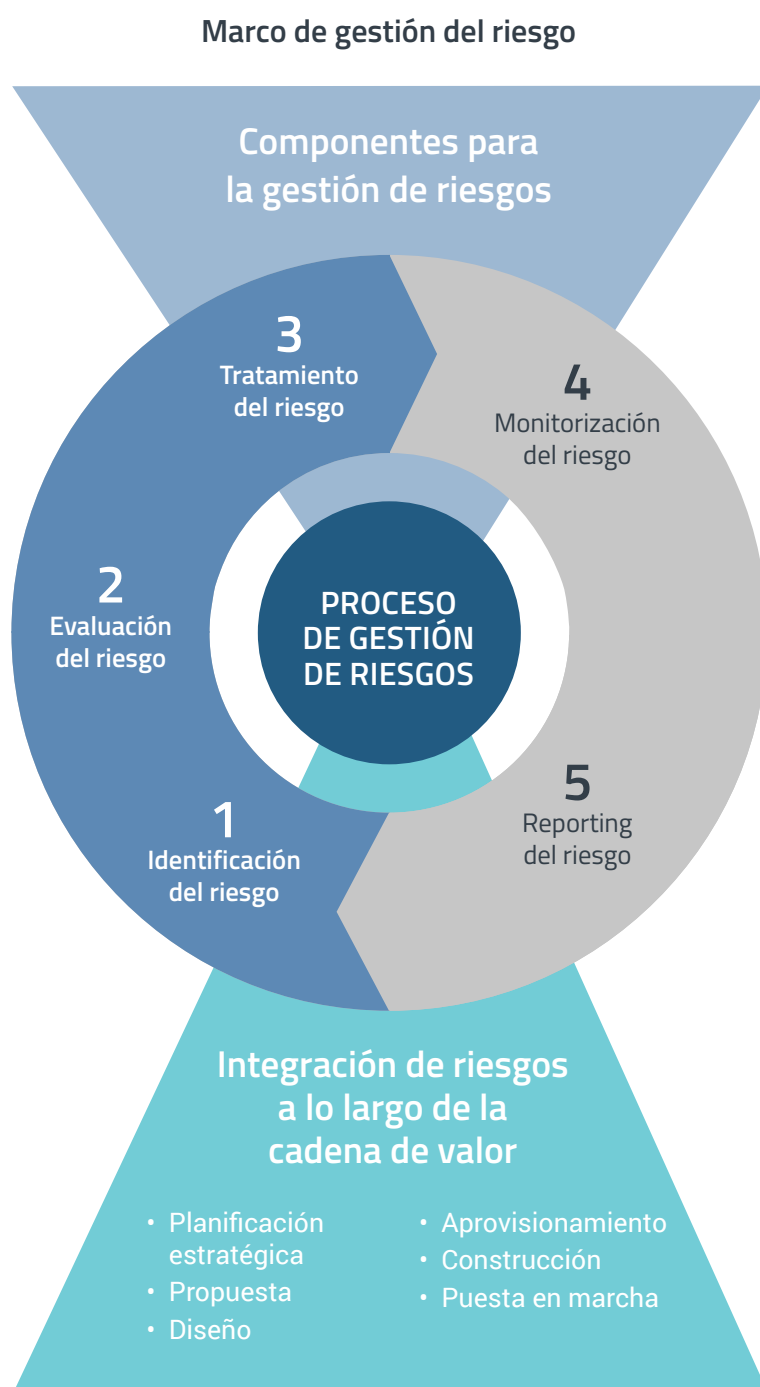 Marco de gestión del riesgo
Componentes para
la gestión de riesgos
3
Tratamiento
del riesgo
4
Monitorización
del riesgo
2
Evaluación
del riesgo
PROCESO
DE GESTIÓN
DE RIESGOS
1
Identificación
del riesgo
5
Reporting
del riesgo
Integración de riesgos
a lo largo de la
cadena de valor
• Planificación
estratégica
• Propuesta
• Diseño
• Aprovisionamiento
• Construcción
• Puesta en marcha